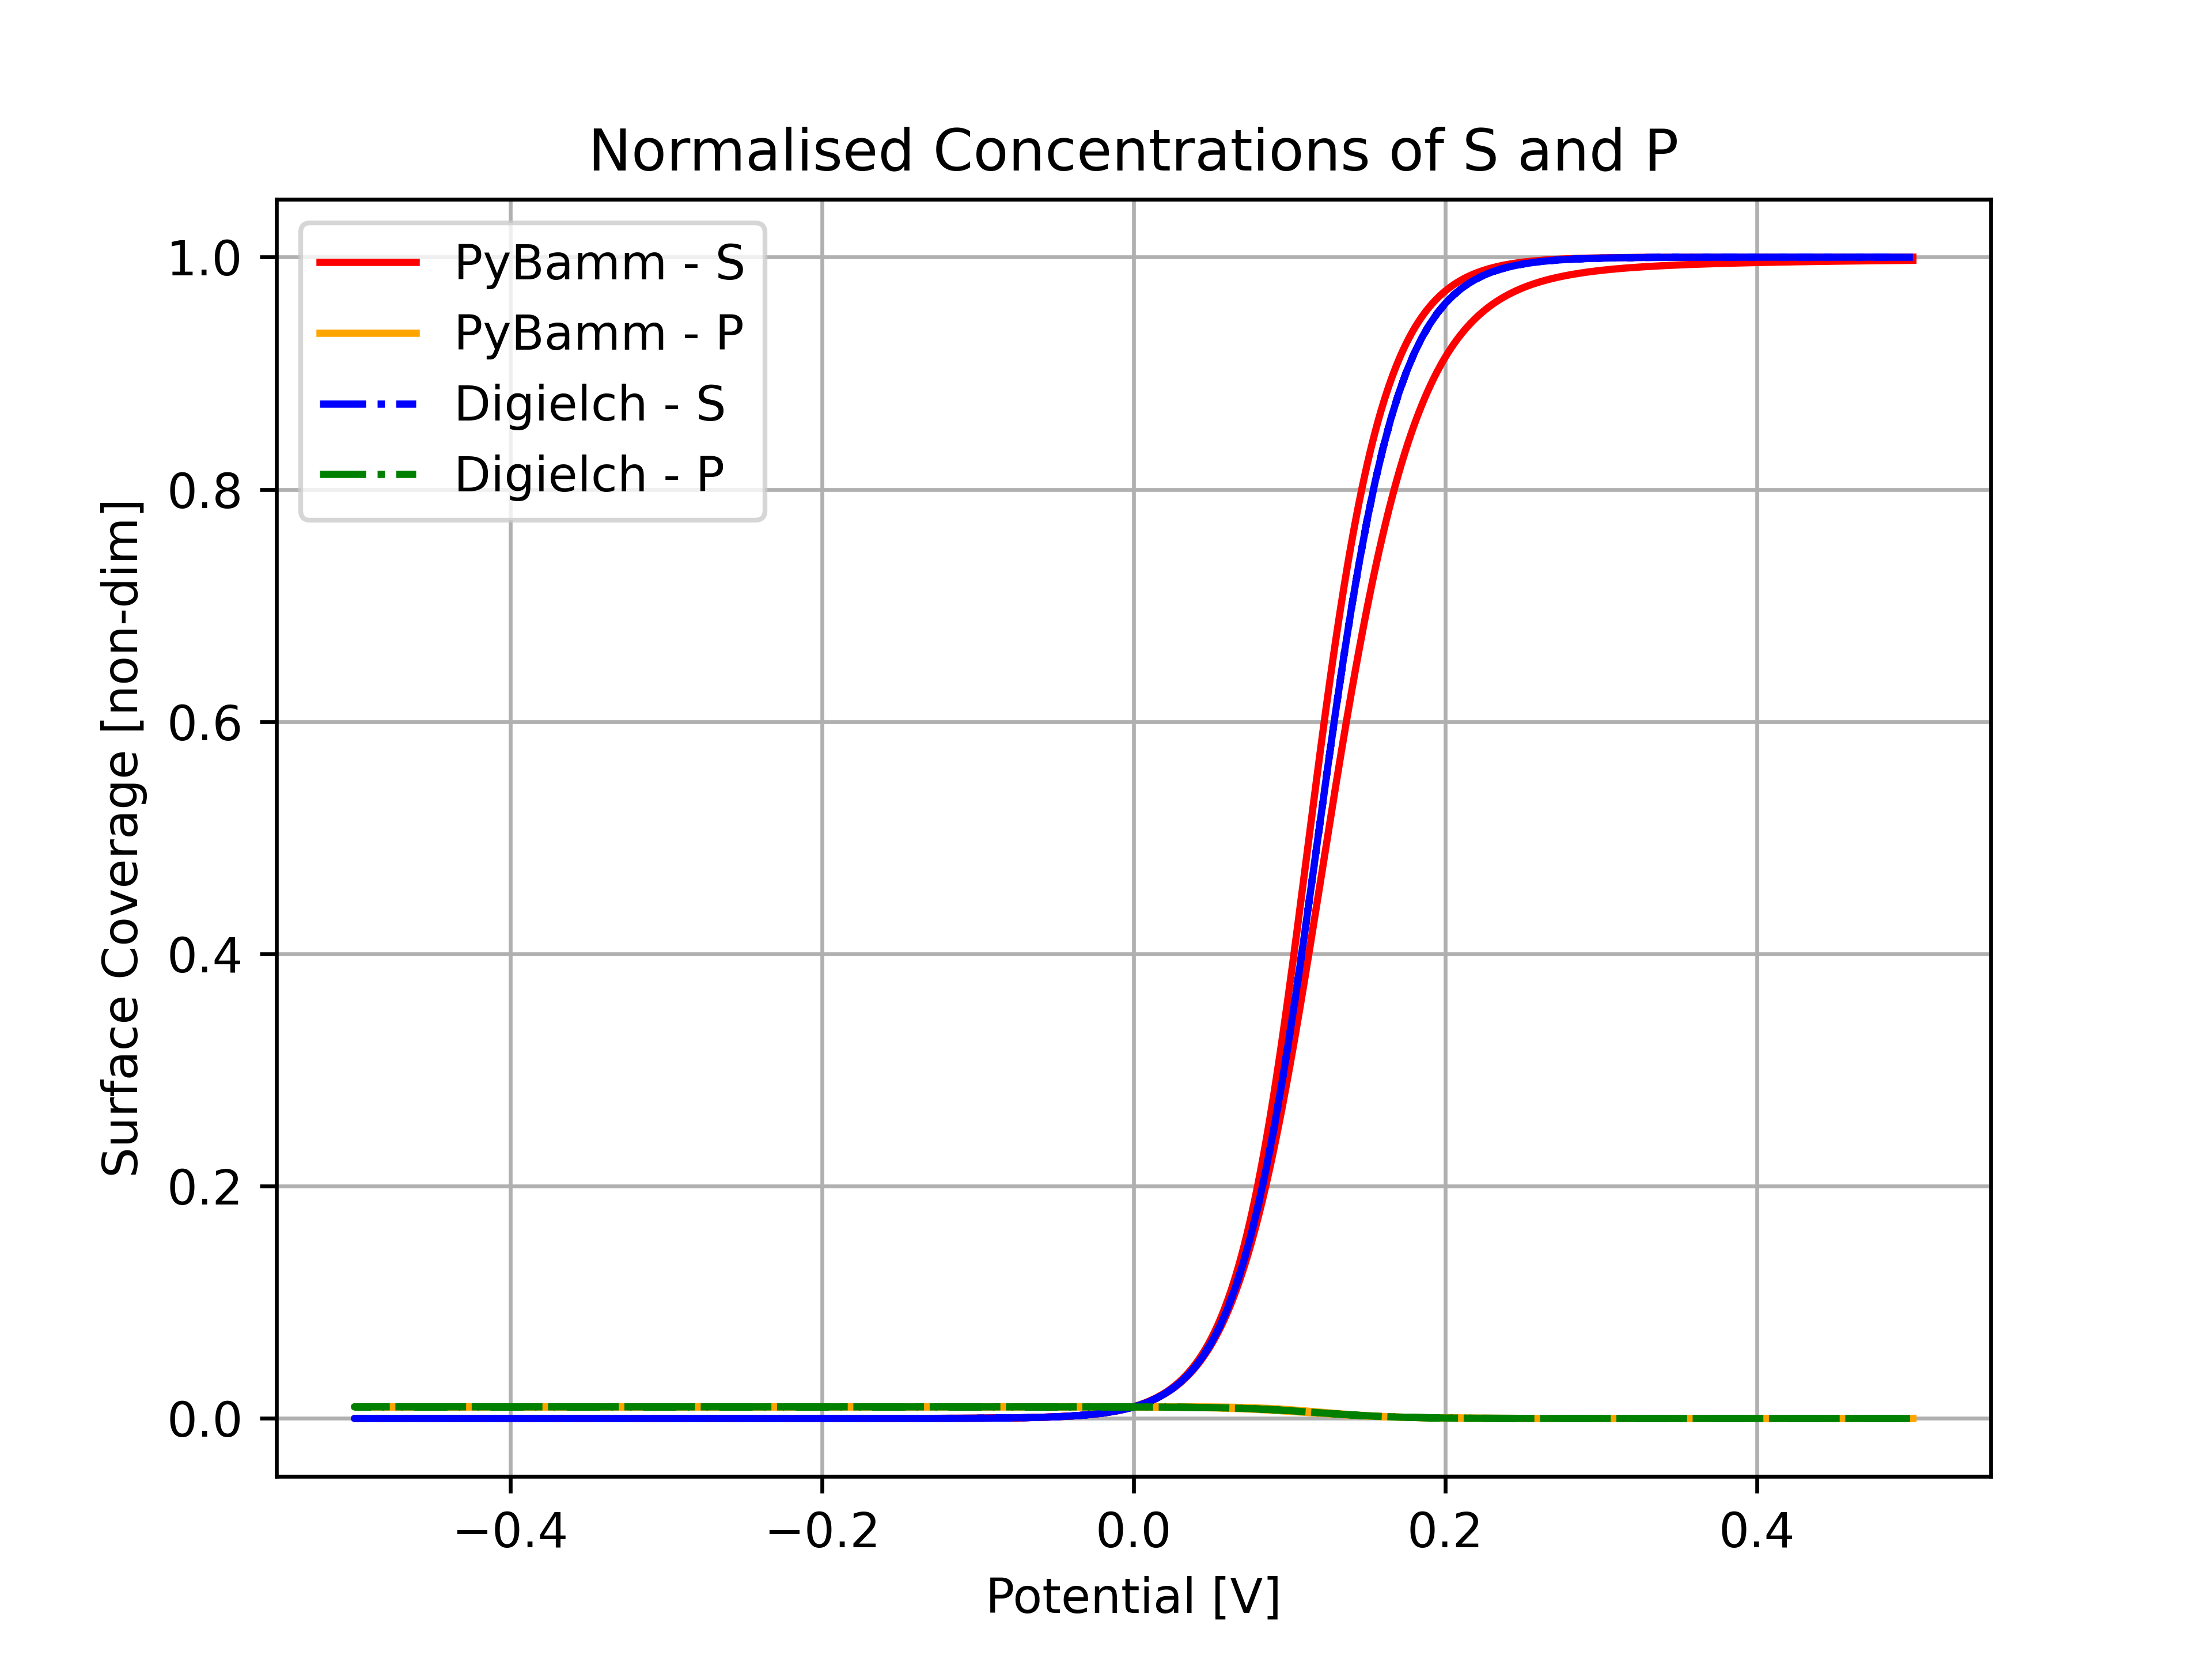 Normalised Concentrations of S and P
PyBamm - S
PyBamm - P
Digielch - S
Digielch - P
Surface Coverage [non-dim]
1.0
0.8
0.6
0.4
0.2
0.0
−0.4
−0.2
0.0
0.2
0.4
Potential [V]